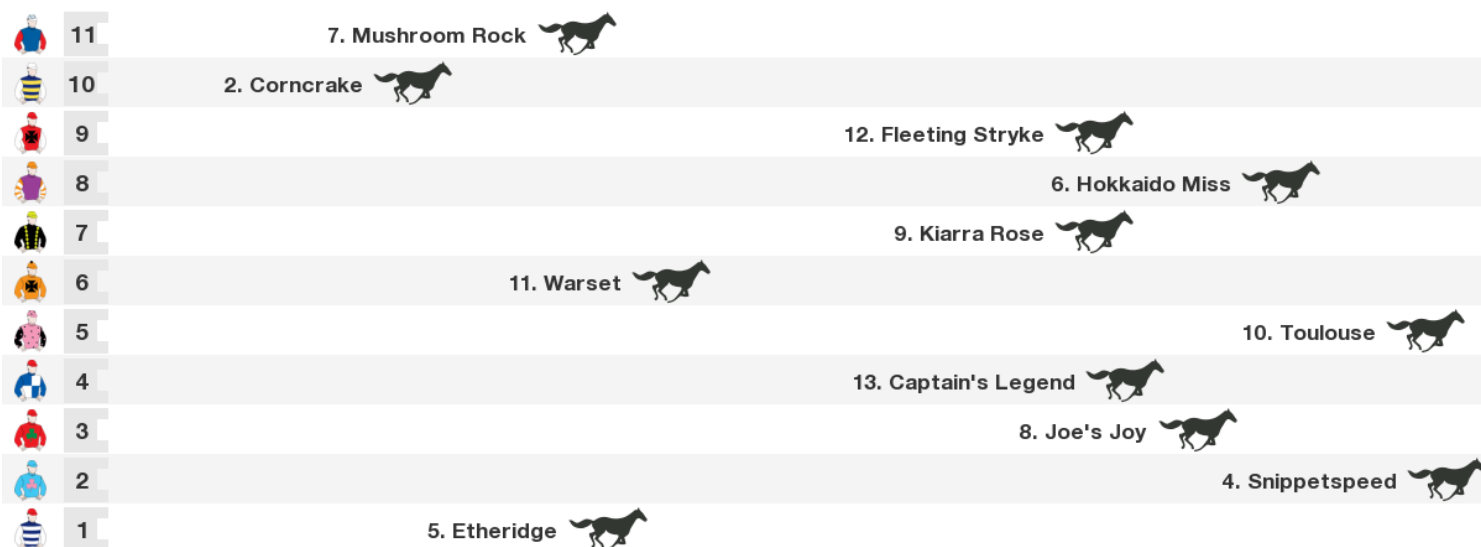 11 7. Mushroom Rock
10 2. Corncrake
9 12. Fleeting Stryke
8 6. Hokkaido Miss
7 9. Kiarra Rose
6 11. Warset
5 10. Toulouse
4 13. Captain's Legend
3 8. Joe's Joy
2 4. Snippetspeed
1 5. Etheridge